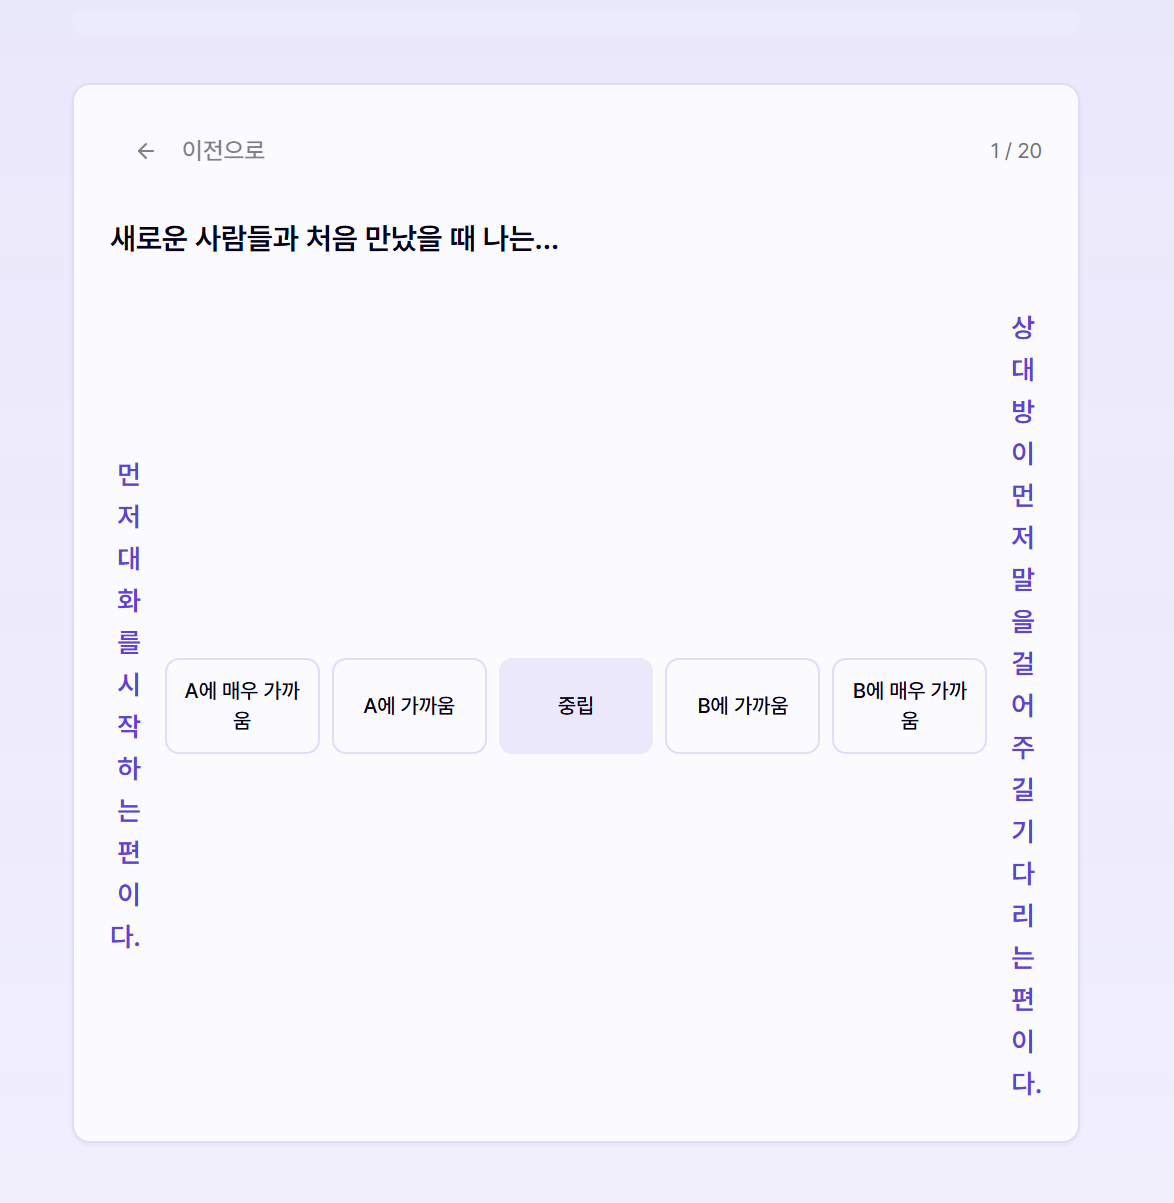 이전으로
1 / 20
새로운 사람들과 처음 만났을 때 나는...
먼
저
대
화
를
시
작
하
는
편
이
다.
A에 매우 가까
움
A에 가까움
중립
B에 가까움
B에 매우 가까
움
상
대
방
이
먼
저
말
을
걸
어
주
길
기
다
리
는
편
이
다.